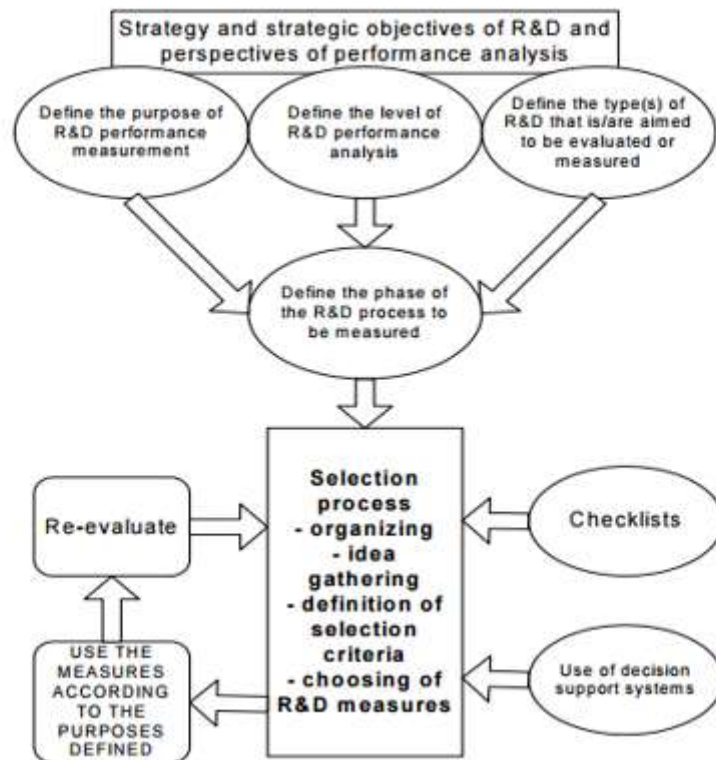 Strategy and strategic objectives of R&D and
perspectives of performance analysis
Define the purpose of
R&D performance
measurement
Define the level of
R&D performance
analysis
Define the type(s) of
R&D that is/are aimed
to be evaluated or
measured
Define the phase of
the R&D process to
be measured
Selection
process
- organizing
- idea
gathering
- definition of
selection
criteria
- choosing of
R&D measures
Re-evaluate
Checklists
USE THE
MEASURES
ACCORDING
TO THE
PURPOSES
DEFINED
Use of decision
support systems